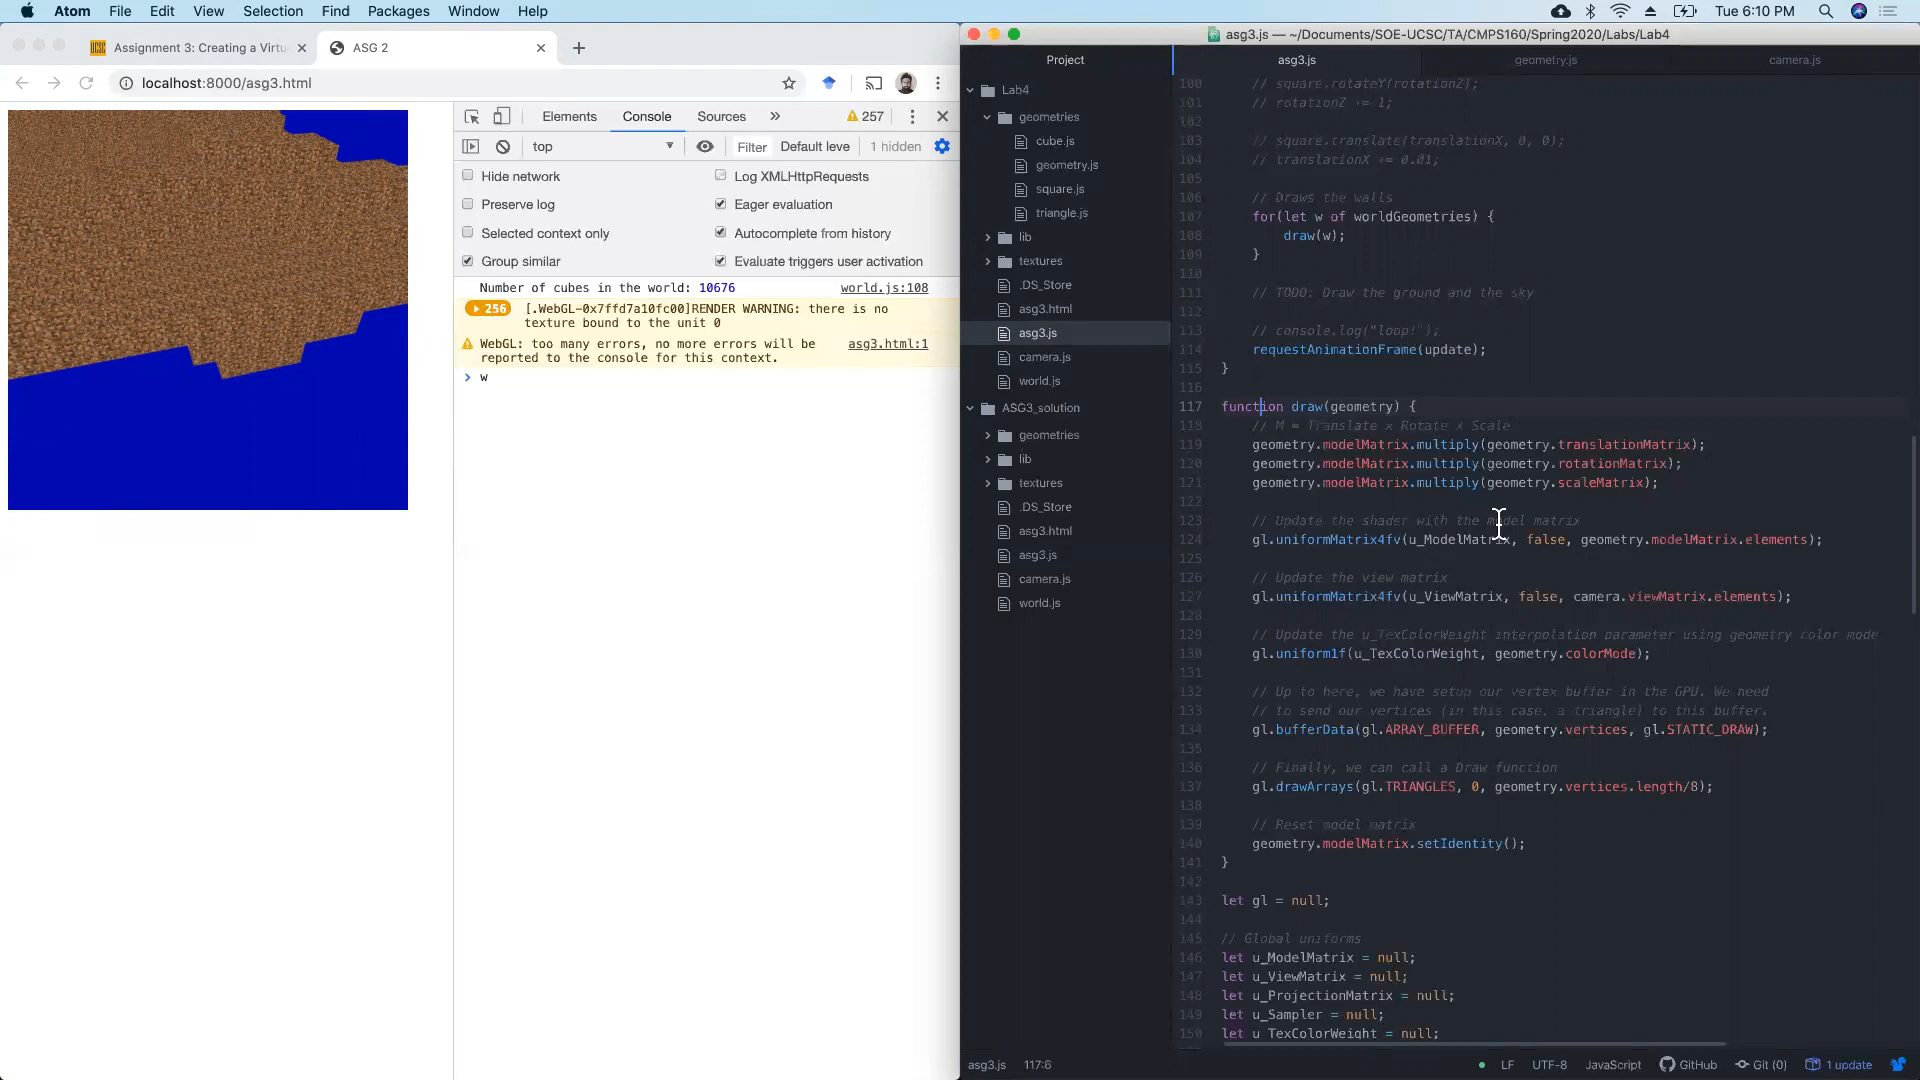 Atom File Edit View Selection Find Packages Window Help
Tue 6:10 PM
Assignment 3: Creating a Virtu
ASG 2
localhost:8000/asg3.html
Elements Console Sources » 257
top Filter Default leve 1 hidden
Hide network Log XMLHttpRequests
Preserve log Eager evaluation
Selected context only Autocomplete from history
Group similar Evaluate triggers user activation
Number of cubes in the world: 10676 world.js:108
256 [.WebGL-0x7ffd7a10fc00]RENDER WARNING: there is no
texture bound to the unit 0
WebGL: too many errors, no more errors will be asg3.html:1
reported to the console for this context.
> w
asg3.js — ~/Documents/SOE-UCSC/TA/CMPS160/Spring2020/Labs/Lab4
Project
Lab4
geometries
cube.js
geometry.js
square.js
triangle.js
lib
textures
.DS_Store
asg3.html
asg3.js
camera.js
world.js
ASG3_solution
geometries
lib
textures
.DS_Store
asg3.html
asg3.js
camera.js
world.js
asg3.js geometry.js camera.js
100 // square.rotateY(rotationZ);
101 // rotationZ += 1;
102
103 // square.translate(translationX, 0, 0);
104 // translationX += 0.01;
105
106 // Draws the walls
107 for(let w of worldGeometries) {
108 draw(w);
109 }
110
111 // TODO: Draw the ground and the sky
112
113 // console.log("loop!");
114 requestAnimationFrame(update);
115 }
116
117 function draw(geometry) {
118 // M = Translate x Rotate x Scale
119 geometry.modelMatrix.multiply(geometry.translationMatrix);
120 geometry.modelMatrix.multiply(geometry.rotationMatrix);
121 geometry.modelMatrix.multiply(geometry.scaleMatrix);
122
123 // Update the shader with the model matrix
124 gl.uniformMatrix4fv(u_ModelMatrix, false, geometry.modelMatrix.elements);
125
126 // Update the view matrix
127 gl.uniformMatrix4fv(u_ViewMatrix, false, camera.viewMatrix.elements);
128
129 // Update the u_TexColorWeight interpolation parameter using geometry color mode
130 gl.uniform1f(u_TexColorWeight, geometry.colorMode);
131
132 // Up to here, we have setup our vertex buffer in the GPU. We need
133 // to send our vertices (in this case, a triangle) to this buffer.
134 gl.bufferData(gl.ARRAY_BUFFER, geometry.vertices, gl.STATIC_DRAW);
135
136 // Finally, we can call a Draw function
137 gl.drawArrays(gl.TRIANGLES, 0, geometry.vertices.length/8);
138
139 // Reset model matrix
140 geometry.modelMatrix.setIdentity();
141 }
142
143 let gl = null;
144
145 // Global uniforms
146 let u_ModelMatrix = null;
147 let u_ViewMatrix = null;
148 let u_ProjectionMatrix = null;
149 let u_Sampler = null;
150 let u_TexColorWeight = null;
asg3.js 117:6 LF UTF-8 JavaScript GitHub Git (0) 1 update